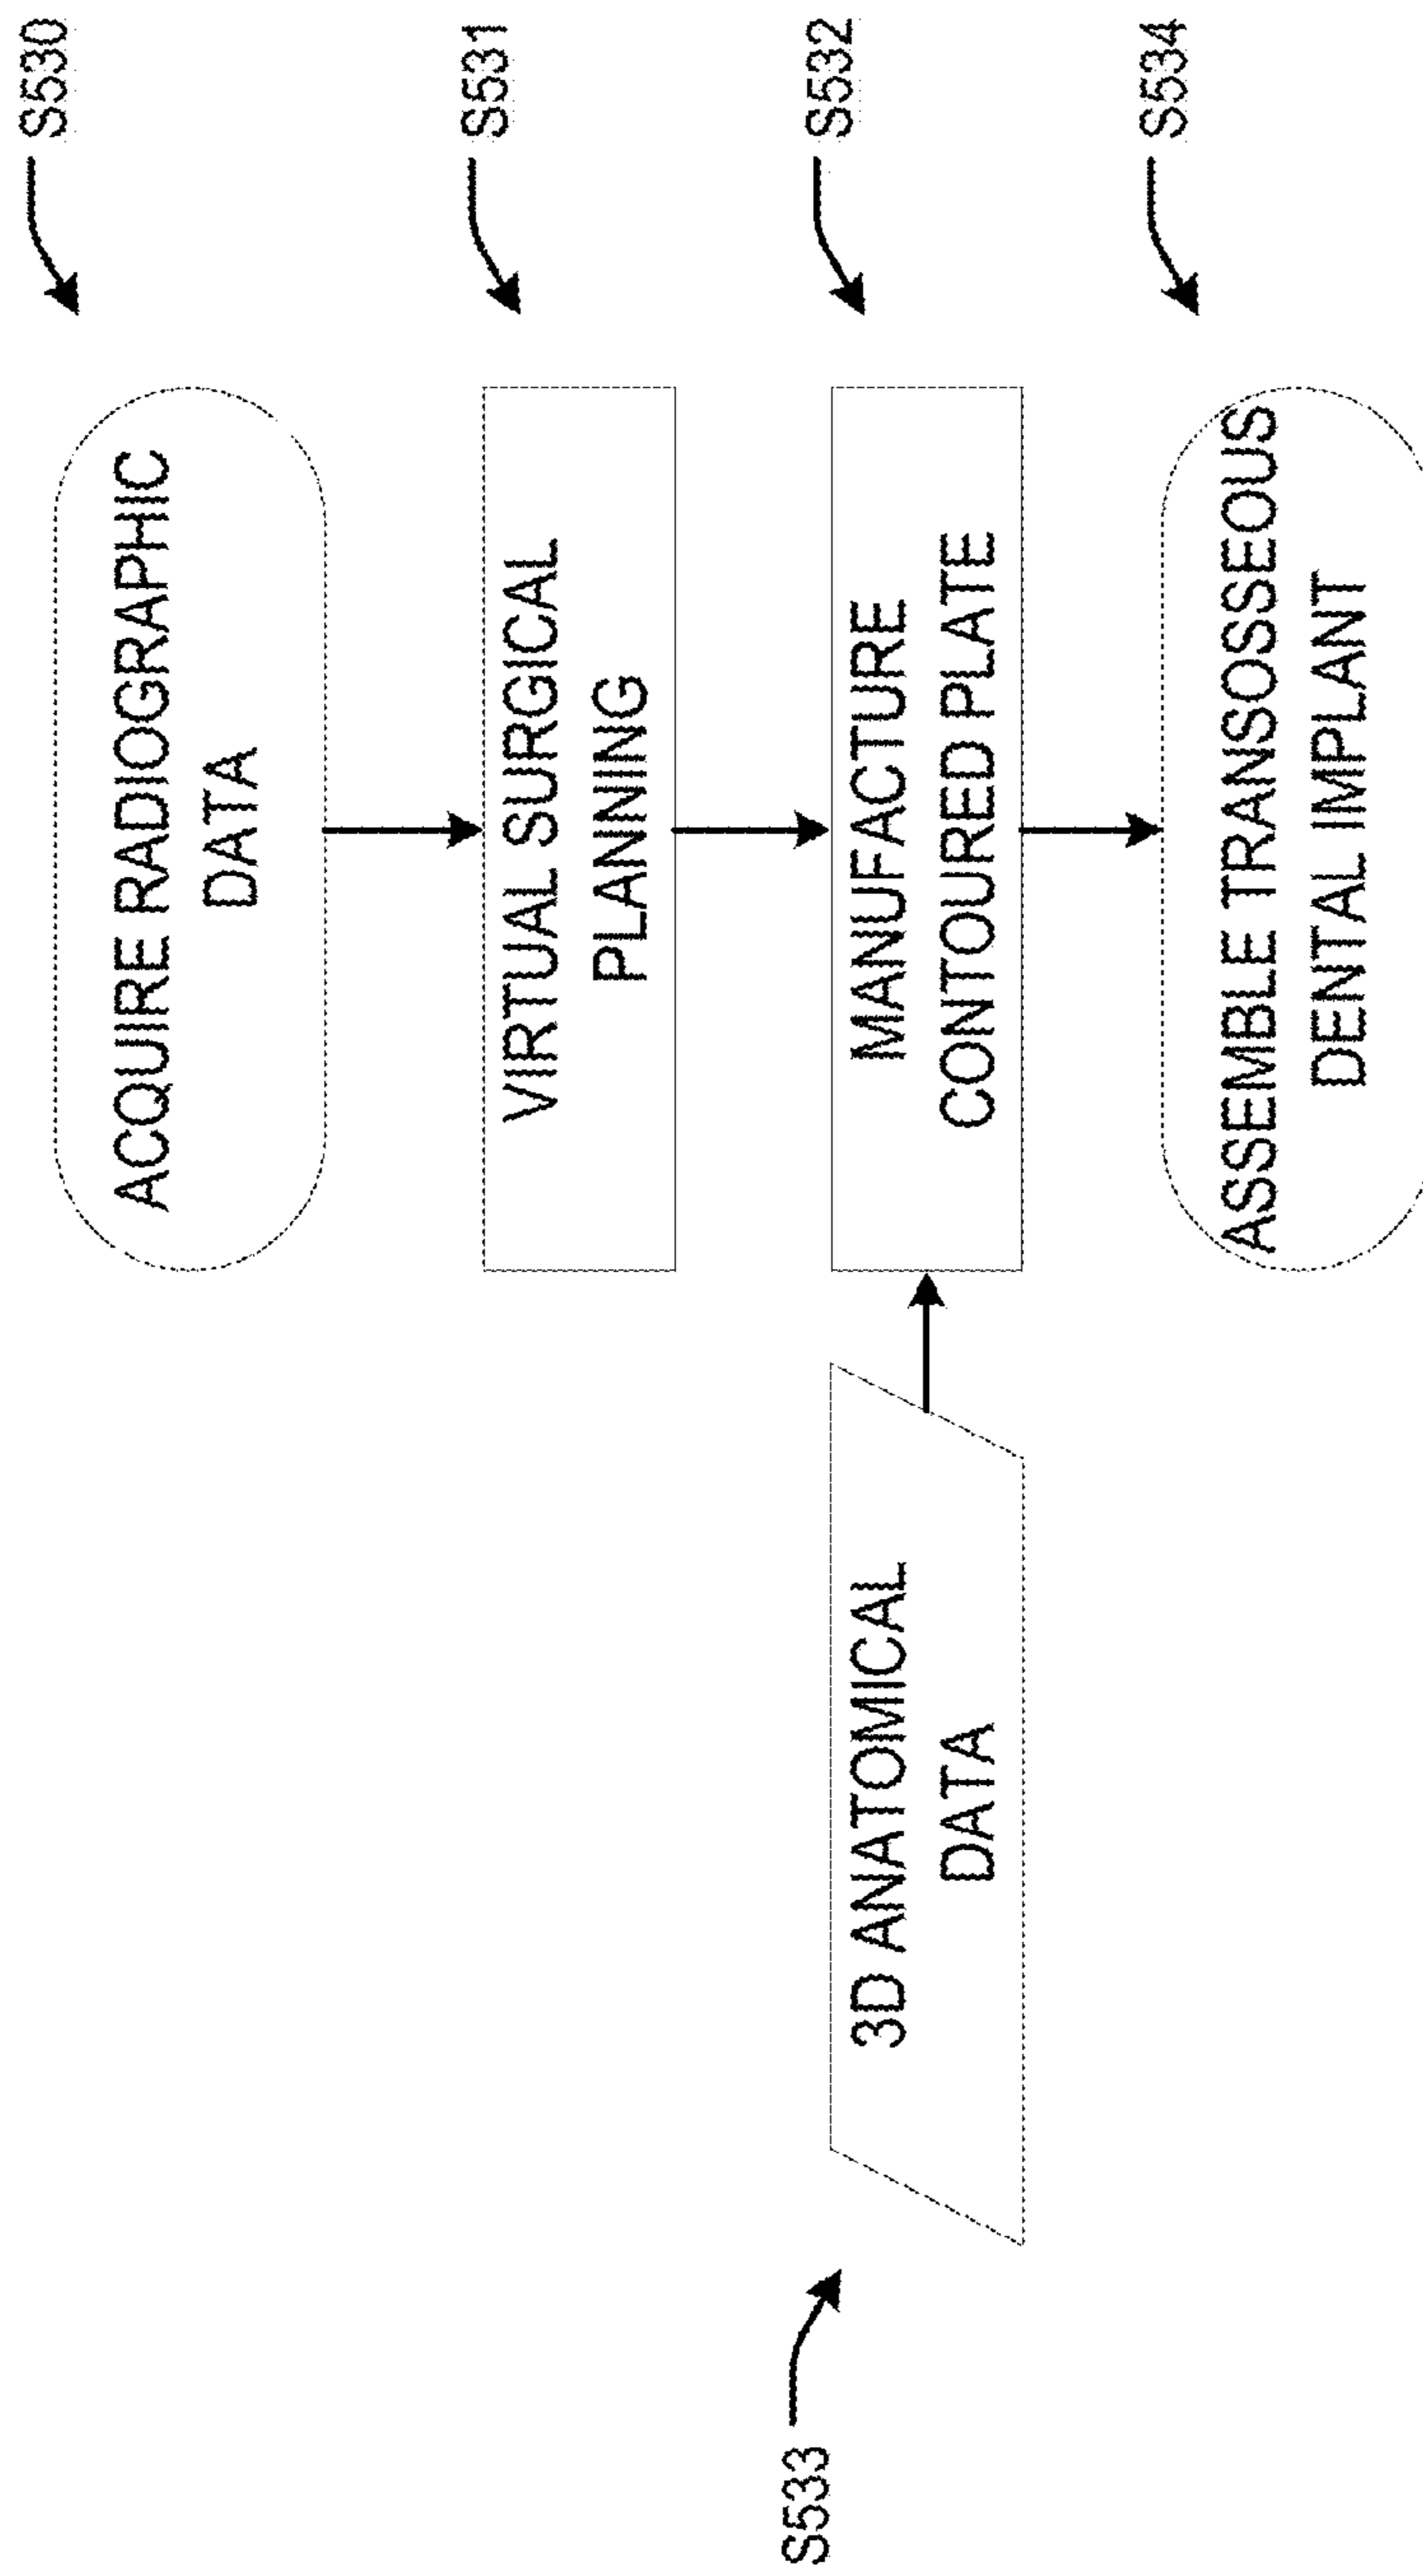 S530
ACQUIRE RADIOGRAPHIC
DATA
S531
VIRTUAL SURGICAL
PLANNING
S532
MANUFACTURE
CONTOURED PLATE
S533
3D ANATOMICAL
DATA
S534
ASSEMBLE TRANSOSSEOUS
DENTAL IMPLANT